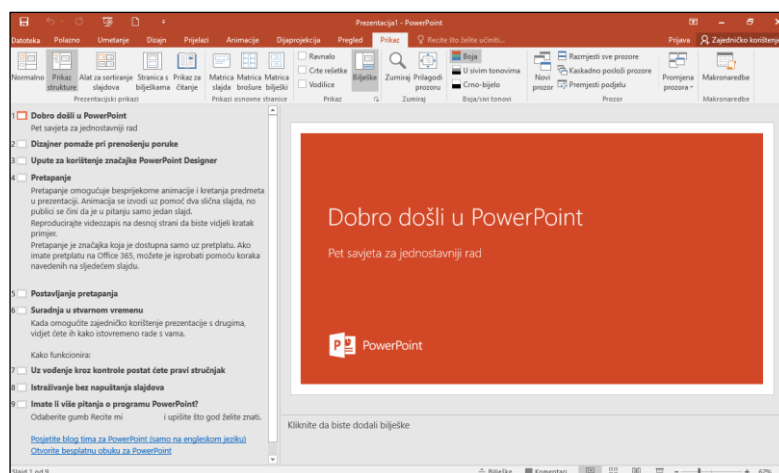 Prezentacija1 - PowerPoint
Datoteka Polazno Umetanje Dizajn Prijelazi Animacije Dijaprojekcija Pregled Prikaz Recite što želite učiniti... Prijava Zajedničko korištenje
Normalno Prikaz strukture Alat za sortiranje slajdova Stranica s bilješkama Prikaz za čitanje
Prezentacijski prikazi
Matrica slajda Matrica brošure Matrica bilješki
Prikazi osnovne stranice
Ravnalo
Crte rešetke
Vodilice
Bilješke
Prikaz
Zumiraj Prilagodi prozoru
Zumiraj
Boja
U sivim tonovima
Crno-bijelo
Boja/sivi tonovi
Novi prozor
Razmjesti sve prozore
Kaskadno posloži prozore
Premjesti podjelu
Promjena prozora
Prozor
Makronaredbe
Makronaredbe
1 Dobro došli u PowerPoint
Pet savjeta za jednostavniji rad
2 Dizajner pomaže pri prenošenju poruke
3 Upute za korištenje značajke PowerPoint Designer
4 Pretapanje
Pretapanje omogućuje besprijekorne animacije i kretanja predmeta
u prezentaciji. Animacija se izvodi uz pomoć dva slična slajda, no
publici se čini da je u pitanju samo jedan slajd.
Reproducirajte videozapis na desnoj strani da biste vidjeli kratak
primjer.
Pretapanje je značajka koja je dostupna samo uz pretplatu. Ako
imate pretplatu na Office 365, možete je isprobati pomoću koraka
navedenih na sljedećem slajdu.
5 Postavljanje pretapanja
6 Suradnja u stvarnom vremenu
Kada omogućite zajedničko korištenje prezentacije s drugima,
vidjet ćete ih kako istovremeno rade s vama.
Kako funkcionira:
7 Uz vođenje kroz kontrole postat ćete pravi stručnjak
8 Istraživanje bez napuštanja slajdova
9 Imate li više pitanja o programu PowerPoint?
Odaberite gumb Recite mi i upišite što god želite znati.
Posjetite blog tima za PowerPoint (samo na engleskom jeziku)
Otvorite besplatnu obuku za PowerPoint
Dobro došli u PowerPoint
Pet savjeta za jednostavniji rad
PowerPoint
Kliknite da biste dodali bilješke
Slajd 1 od 9 Bilješke Komentari 67%